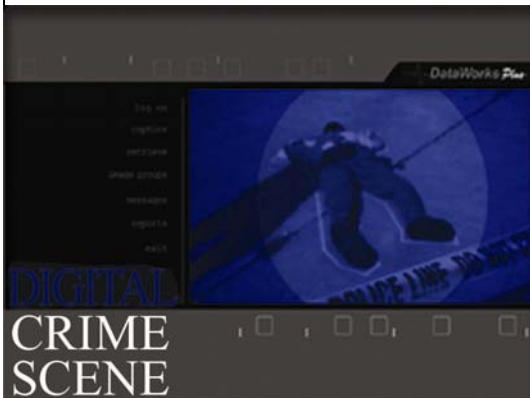 DataWorks Plus
log on
capture
retrieve
image groups
messages
reports
exit
POLICE LINE DO NOT
DIGITAL
CRIME
SCENE